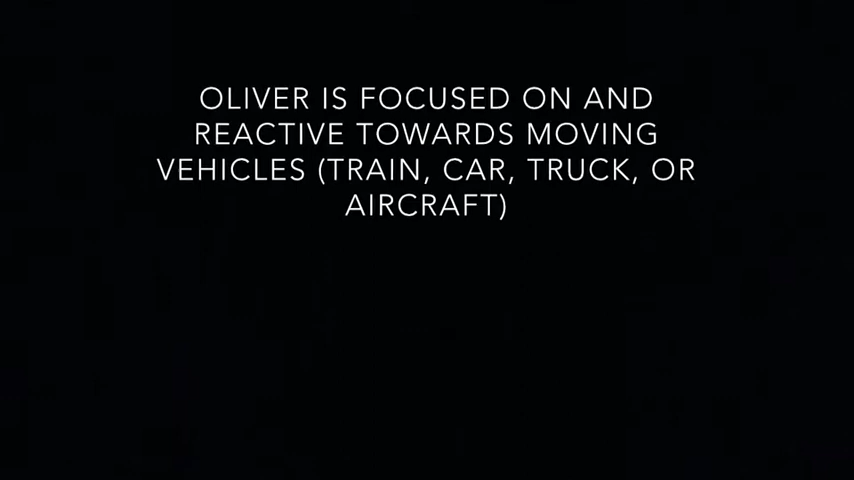 OLIVER IS FOCUSED ON AND
REACTIVE TOWARDS MOVING
VEHICLES (TRAIN, CAR, TRUCK, OR
AIRCRAFT)